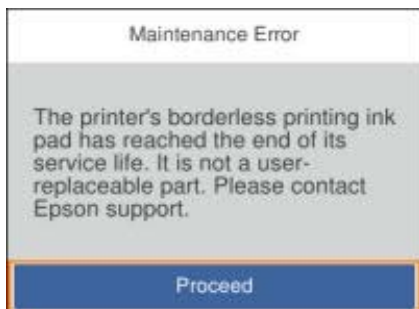 Maintenance Error
The printer's borderless printing ink
pad has reached the end of its
service life. It is not a user-
replaceable part. Please contact
Epson support.
Proceed